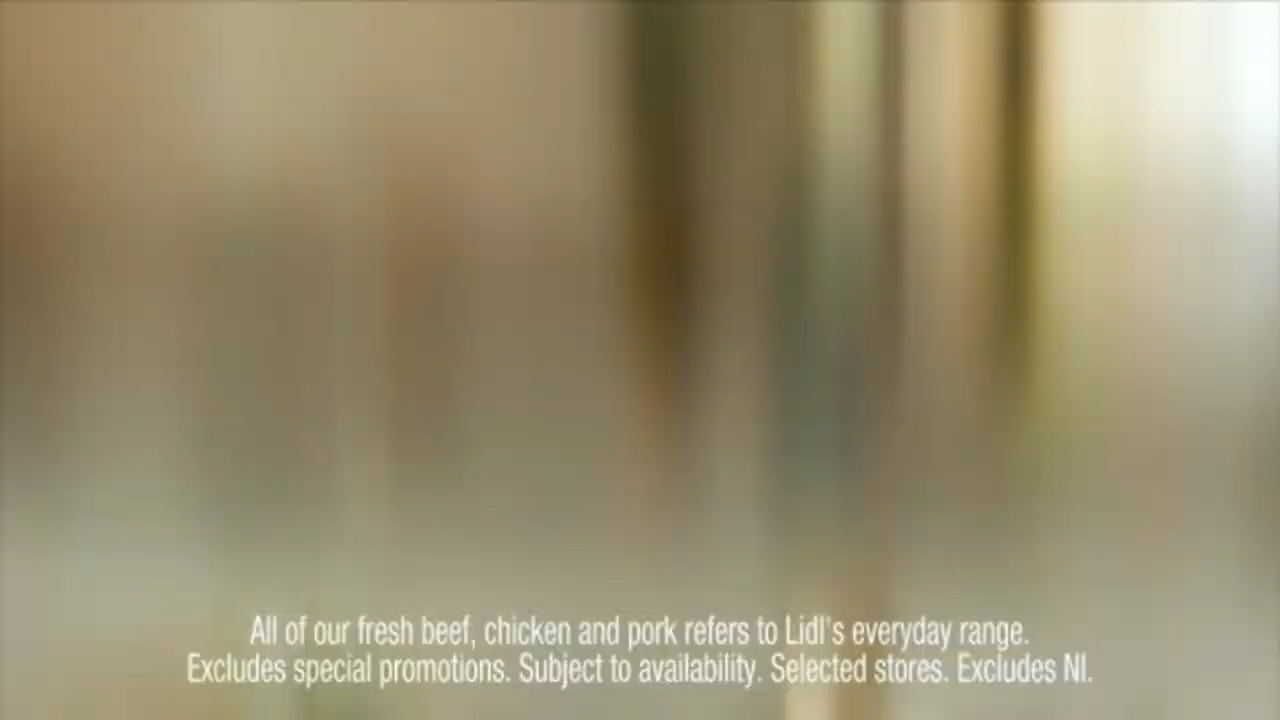 All of our fresh beef, chicken and pork refers to Lidl's everyday range.
Excludes special promotions. Subject to availability. Selected stores. Excludes NI.